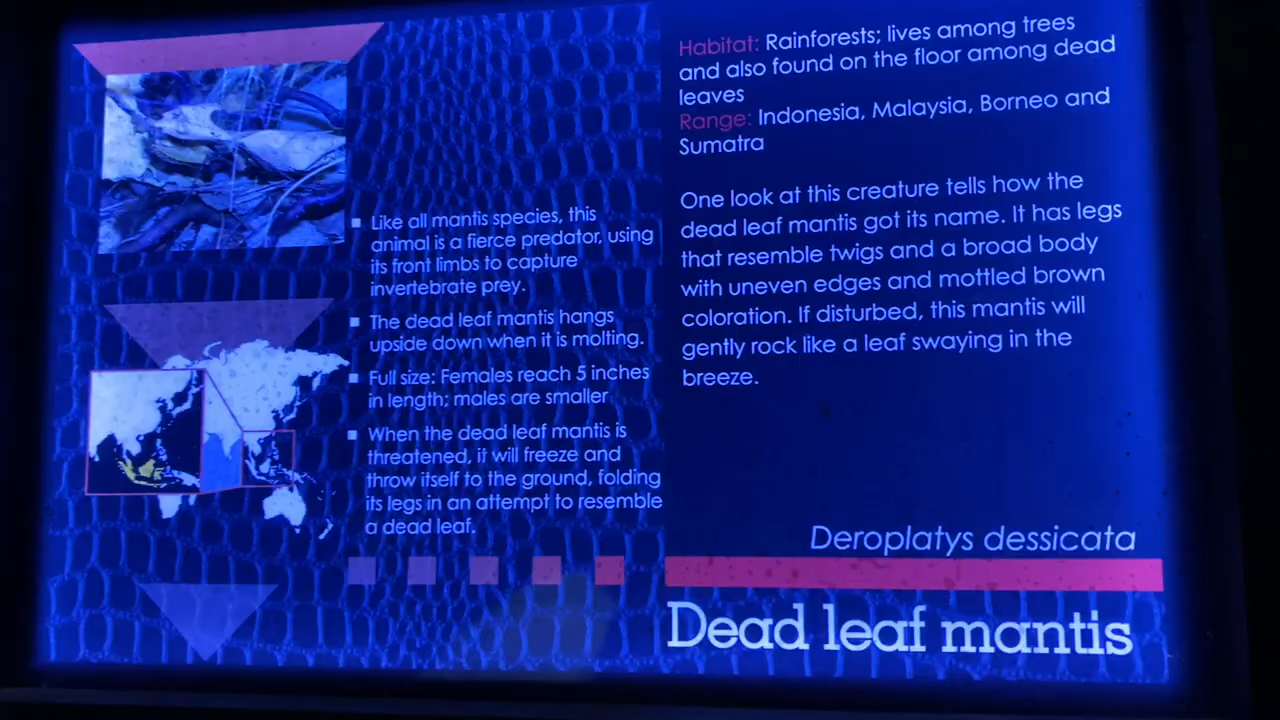 Like all mantis species, this
animal is a fierce predator, using
its front limbs to capture
invertebrate prey.
The dead leaf mantis hangs
upside down when it is molting.
Full size: Females reach 5 inches
in length; males are smaller
When the dead leaf mantis is
threatened, it will freeze and
throw itself to the ground, folding
its legs in an attempt to resemble
a dead leaf.
Habitat: Rainforests; lives among trees
and also found on the floor among dead
leaves
Range: Indonesia, Malaysia, Borneo and
Sumatra
One look at this creature tells how the
dead leaf mantis got its name. It has legs
that resemble twigs and a broad body
with uneven edges and mottled brown
coloration. If disturbed, this mantis will
gently rock like a leaf swaying in the
breeze.
Deroplatys dessicata
Dead leaf mantis